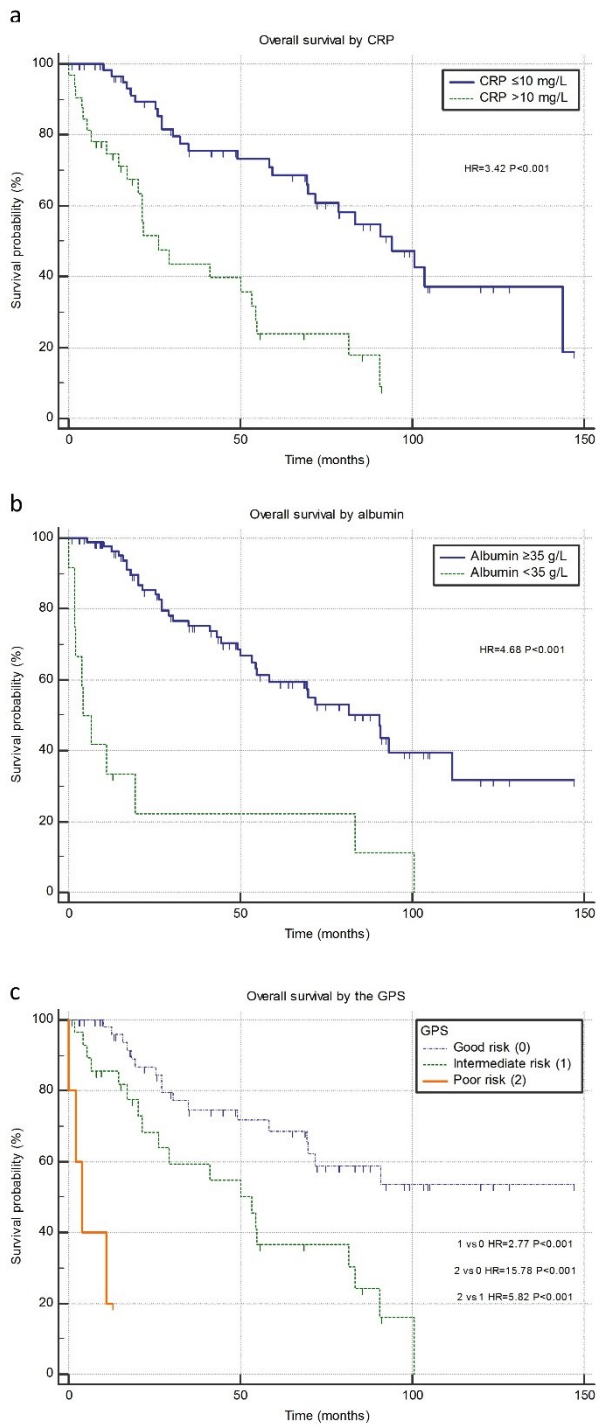 a
Overall survival by CRP
100
80
60
40
20
0
Survival probability (%)
CRP ≤10 mg/L
CRP >10 mg/L
HR=3.42 P<0.001
0 50 100 150
Time (months)
b
Overall survival by albumin
100
80
60
40
20
0
Survival probability (%)
Albumin ≥35 g/L
Albumin <35 g/L
HR=4.68 P<0.001
0 50 100 150
Time (months)
c
Overall survival by the GPS
100
80
60
40
20
0
Survival probability (%)
GPS
Good risk (0)
Intermediate risk (1)
Poor risk (2)
1 vs 0 HR=2.77 P<0.001
2 vs 0 HR=15.78 P<0.001
2 vs 1 HR=5.82 P<0.001
0 50 100 150
Time (months)